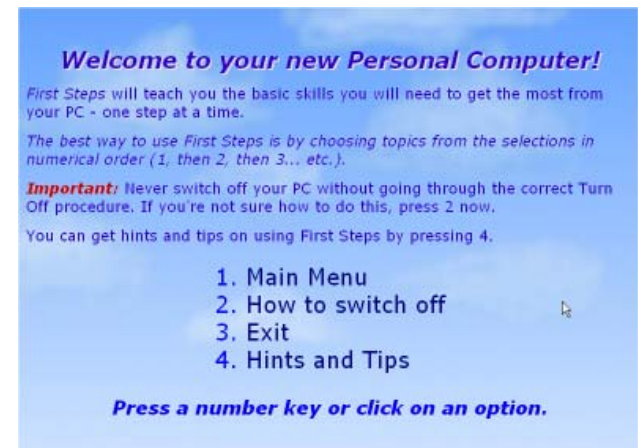 Welcome to your new Personal Computer!
First Steps will teach you the basic skills you will need to get the most from
your PC - one step at a time.
The best way to use First Steps is by choosing topics from the selections in
numerical order (1, then 2, then 3... etc.).
Important: Never switch off your PC without going through the correct Turn
Off procedure. If you're not sure how to do this, press 2 now.
You can get hints and tips on using First Steps by pressing 4.
1. Main Menu
2. How to switch off
3. Exit
4. Hints and Tips
Press a number key or click on an option.